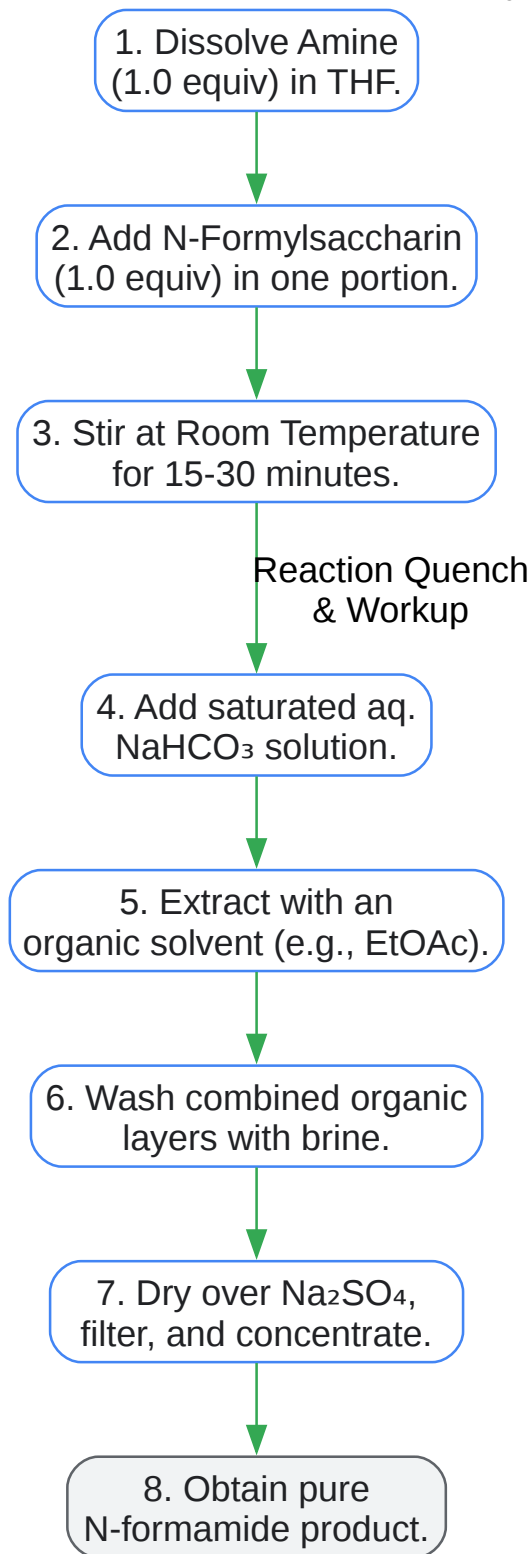 1. Dissolve Amine
(1.0 equiv) in THF.
2. Add N-Formylsaccharin
(1.0 equiv) in one portion.
3. Stir at Room Temperature
for 15-30 minutes.
Reaction Quench
& Workup
4. Add saturated aq.
NaHCO₃ solution.
5. Extract with an
organic solvent (e.g., EtOAc).
6. Wash combined organic
layers with brine.
7. Dry over Na₂SO₄,
filter, and concentrate.
8. Obtain pure
N-formamide product.